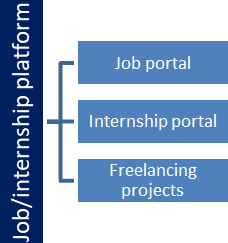 Job/internship platform
Job portal
Internship portal
Freelancing
projects